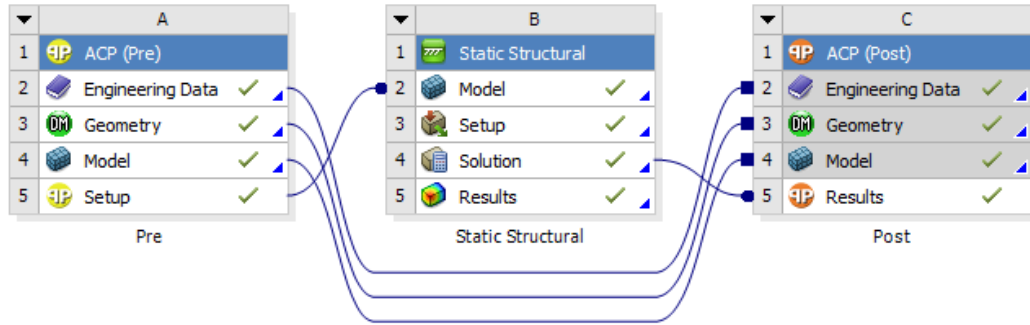 A
1 ACP (Pre)
2 Engineering Data
3 DM Geometry
4 Model
5 Setup
Pre
B
1 Static Structural
2 Model
3 Setup
4 Solution
5 Results
Static Structural
C
1 ACP (Post)
2 Engineering Data
3 DM Geometry
4 Model
5 Results
Post